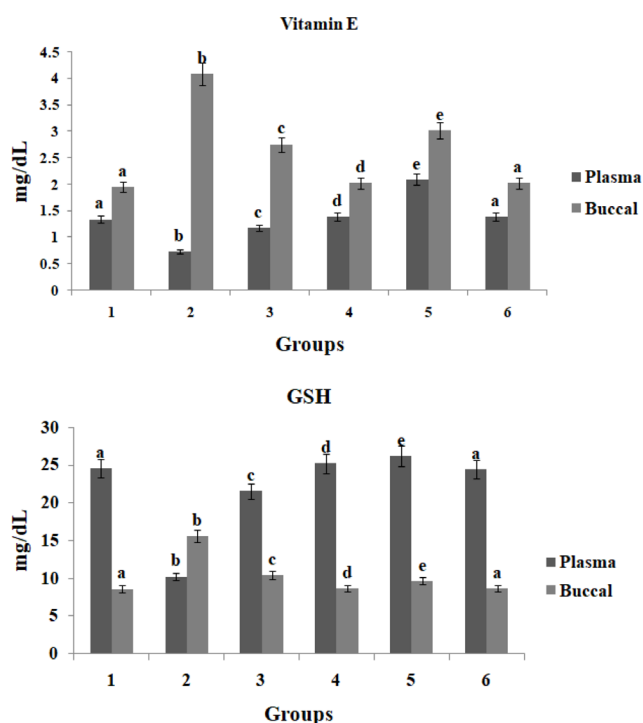 Vitamin E
4.5
4
3.5
3
2.5
2
1.5
1
0.5
0
mg/dL
a a b b c c d d e e a a
1 2 3 4 5 6
Groups
Plasma
Buccal
GSH
30
25
20
15
10
5
0
mg/dL
a a b b c c d d e e a a
1 2 3 4 5 6
Groups
Plasma
Buccal